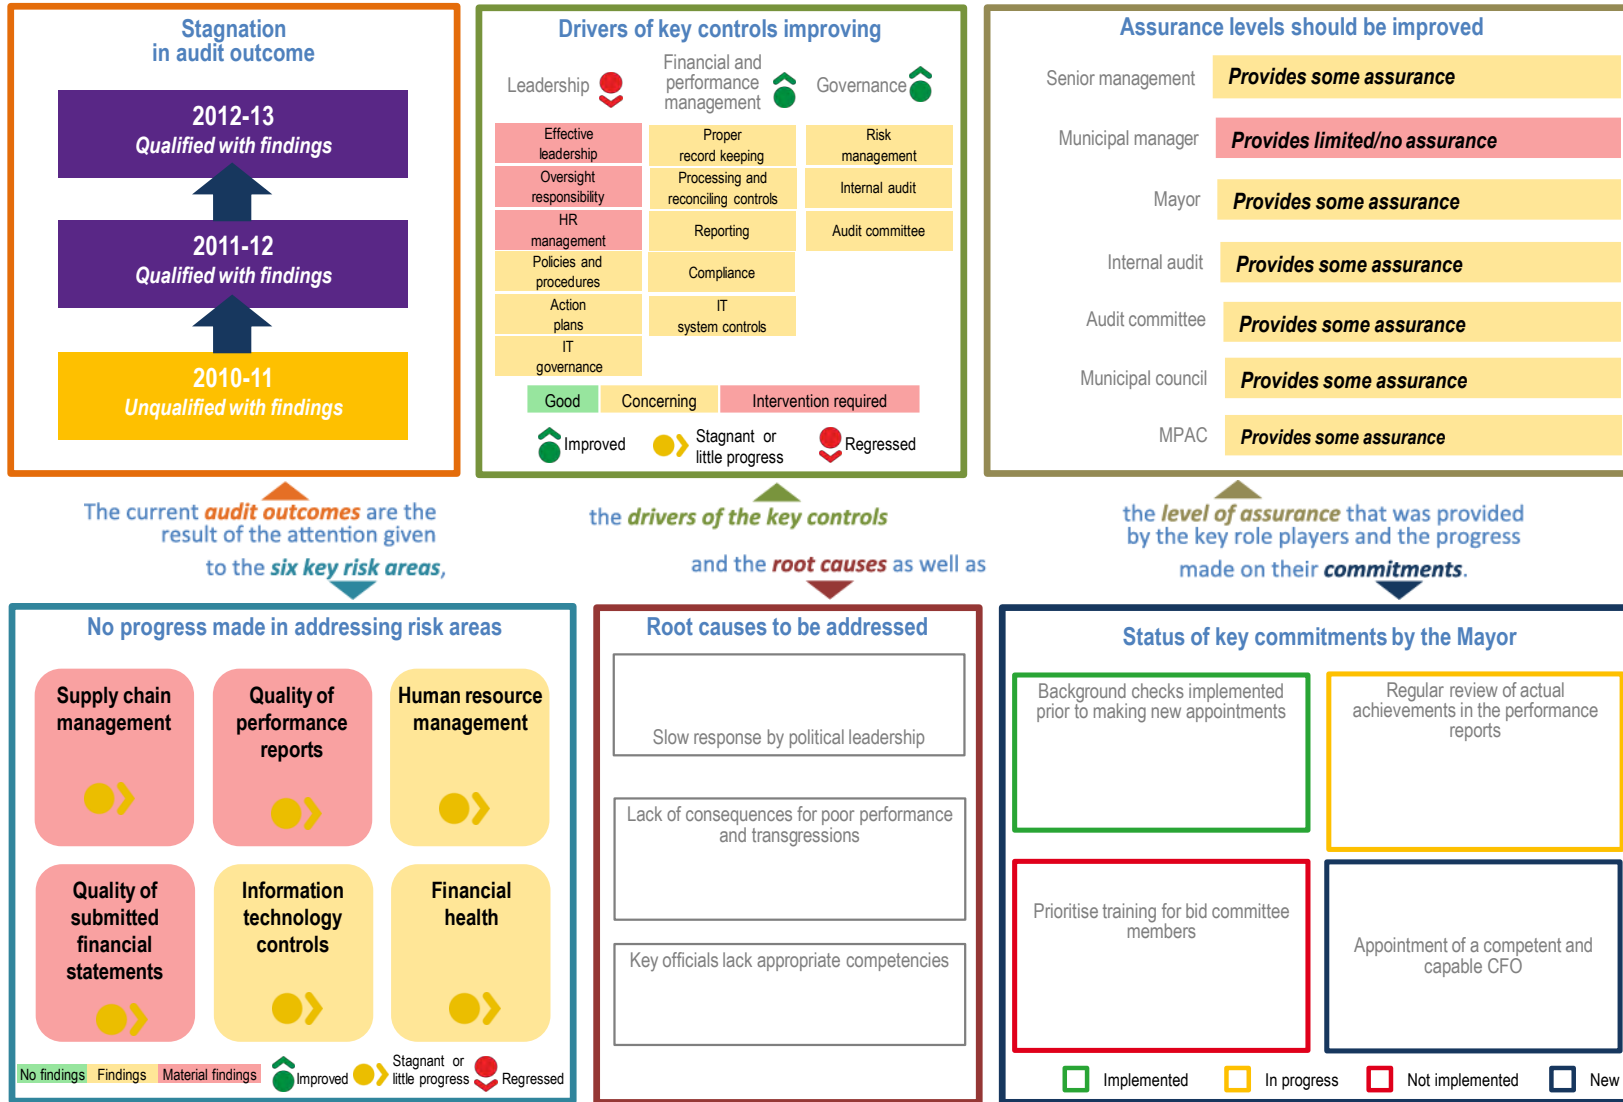 Stagnation
in audit outcome
2012-13
Qualified with findings
2011-12
Qualified with findings
2010-11
Unqualified with findings
Drivers of key controls improving
Leadership
Financial and
performance
management
Governance
Effective
leadership
Oversight
responsibility
HR
management
Policies and
procedures
Action
plans
IT
governance
Proper
record keeping
Processing and
reconciling controls
Reporting
Compliance
IT
system controls
Risk
management
Internal audit
Audit committee
Good
Concerning
Intervention required
Improved
Stagnant or
little progress
Regressed
Assurance levels should be improved
Senior management
Provides some assurance
Municipal manager
Provides limited/no assurance
Mayor
Provides some assurance
Internal audit
Provides some assurance
Audit committee
Provides some assurance
Municipal council
Provides some assurance
MPAC
Provides some assurance
The current audit outcomes are the
result of the attention given
to the six key risk areas,
the drivers of the key controls
and the root causes as well as
the level of assurance that was provided
by the key role players and the progress
made on their commitments.
No progress made in addressing risk areas
Supply chain
management
Quality of
performance
reports
Human resource
management
Quality of
submitted
financial
statements
Information
technology
controls
Financial
health
No findings
Findings
Material findings
Improved
Stagnant or
little progress
Regressed
Root causes to be addressed
Slow response by political leadership
Lack of consequences for poor performance
and transgressions
Key officials lack appropriate competencies
Status of key commitments by the Mayor
Background checks implemented
prior to making new appointments
Regular review of actual
achievements in the performance
reports
Prioritise training for bid committee
members
Appointment of a competent and
capable CFO
Implemented
In progress
Not implemented
New